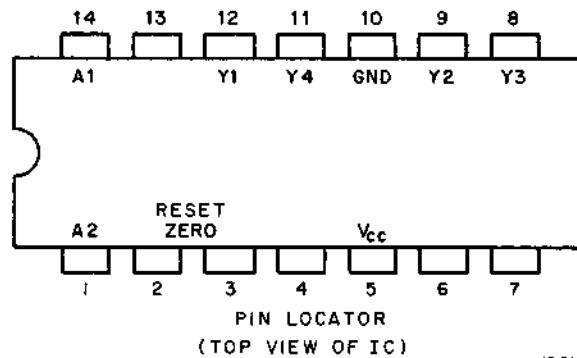 14 13 12 11 10 9 8
A1 Y1 Y4 GND Y2 Y3
RESET
A2 ZERO Vcc
1 2 3 4 5 6 7
PIN LOCATOR
(TOP VIEW OF IC)